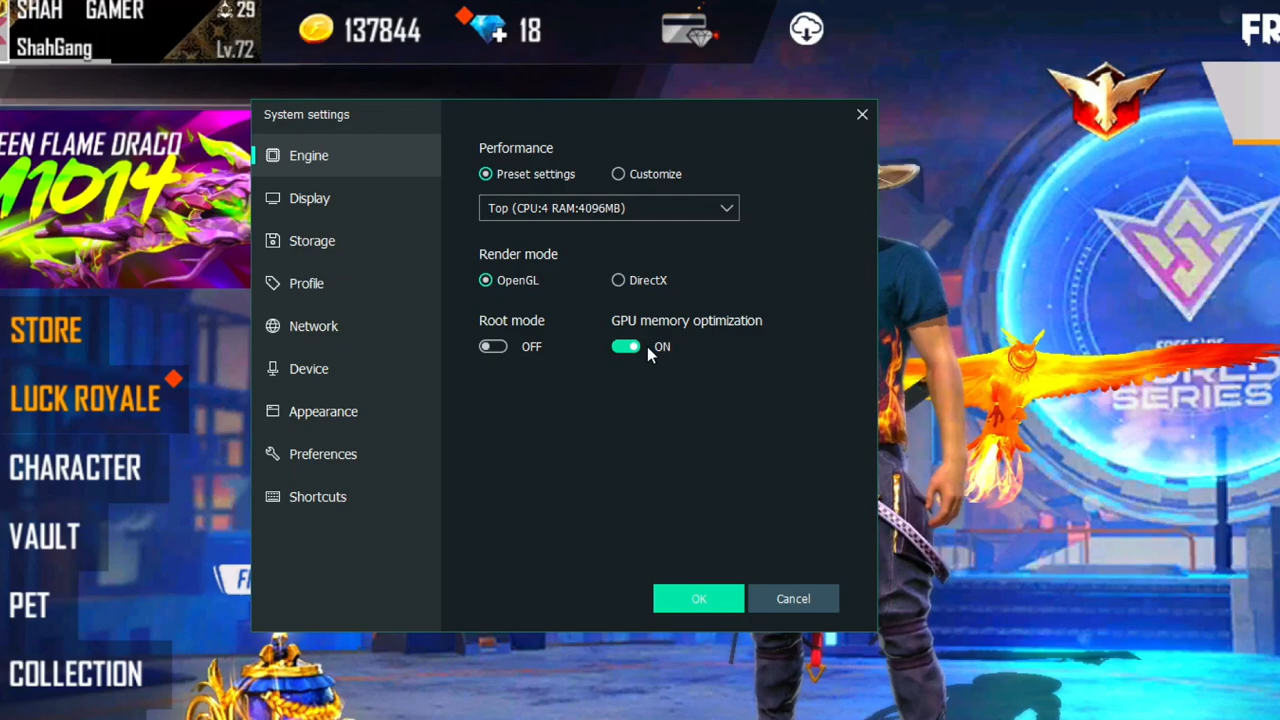 SHAH GAMER
29
ShahGang
Lv.72
137844
18
FR
EEN FLAME DRACO
M1014
System settings
Engine
Display
Storage
Profile
Network
Device
Appearance
Preferences
Shortcuts
Performance
Preset settings
Customize
Top (CPU:4 RAM:4096MB)
Render mode
OpenGL
DirectX
Root mode
GPU memory optimization
OFF
ON
OK
Cancel
STORE
LUCK ROYALE
CHARACTER
VAULT
PET
COLLECTION
SERIES